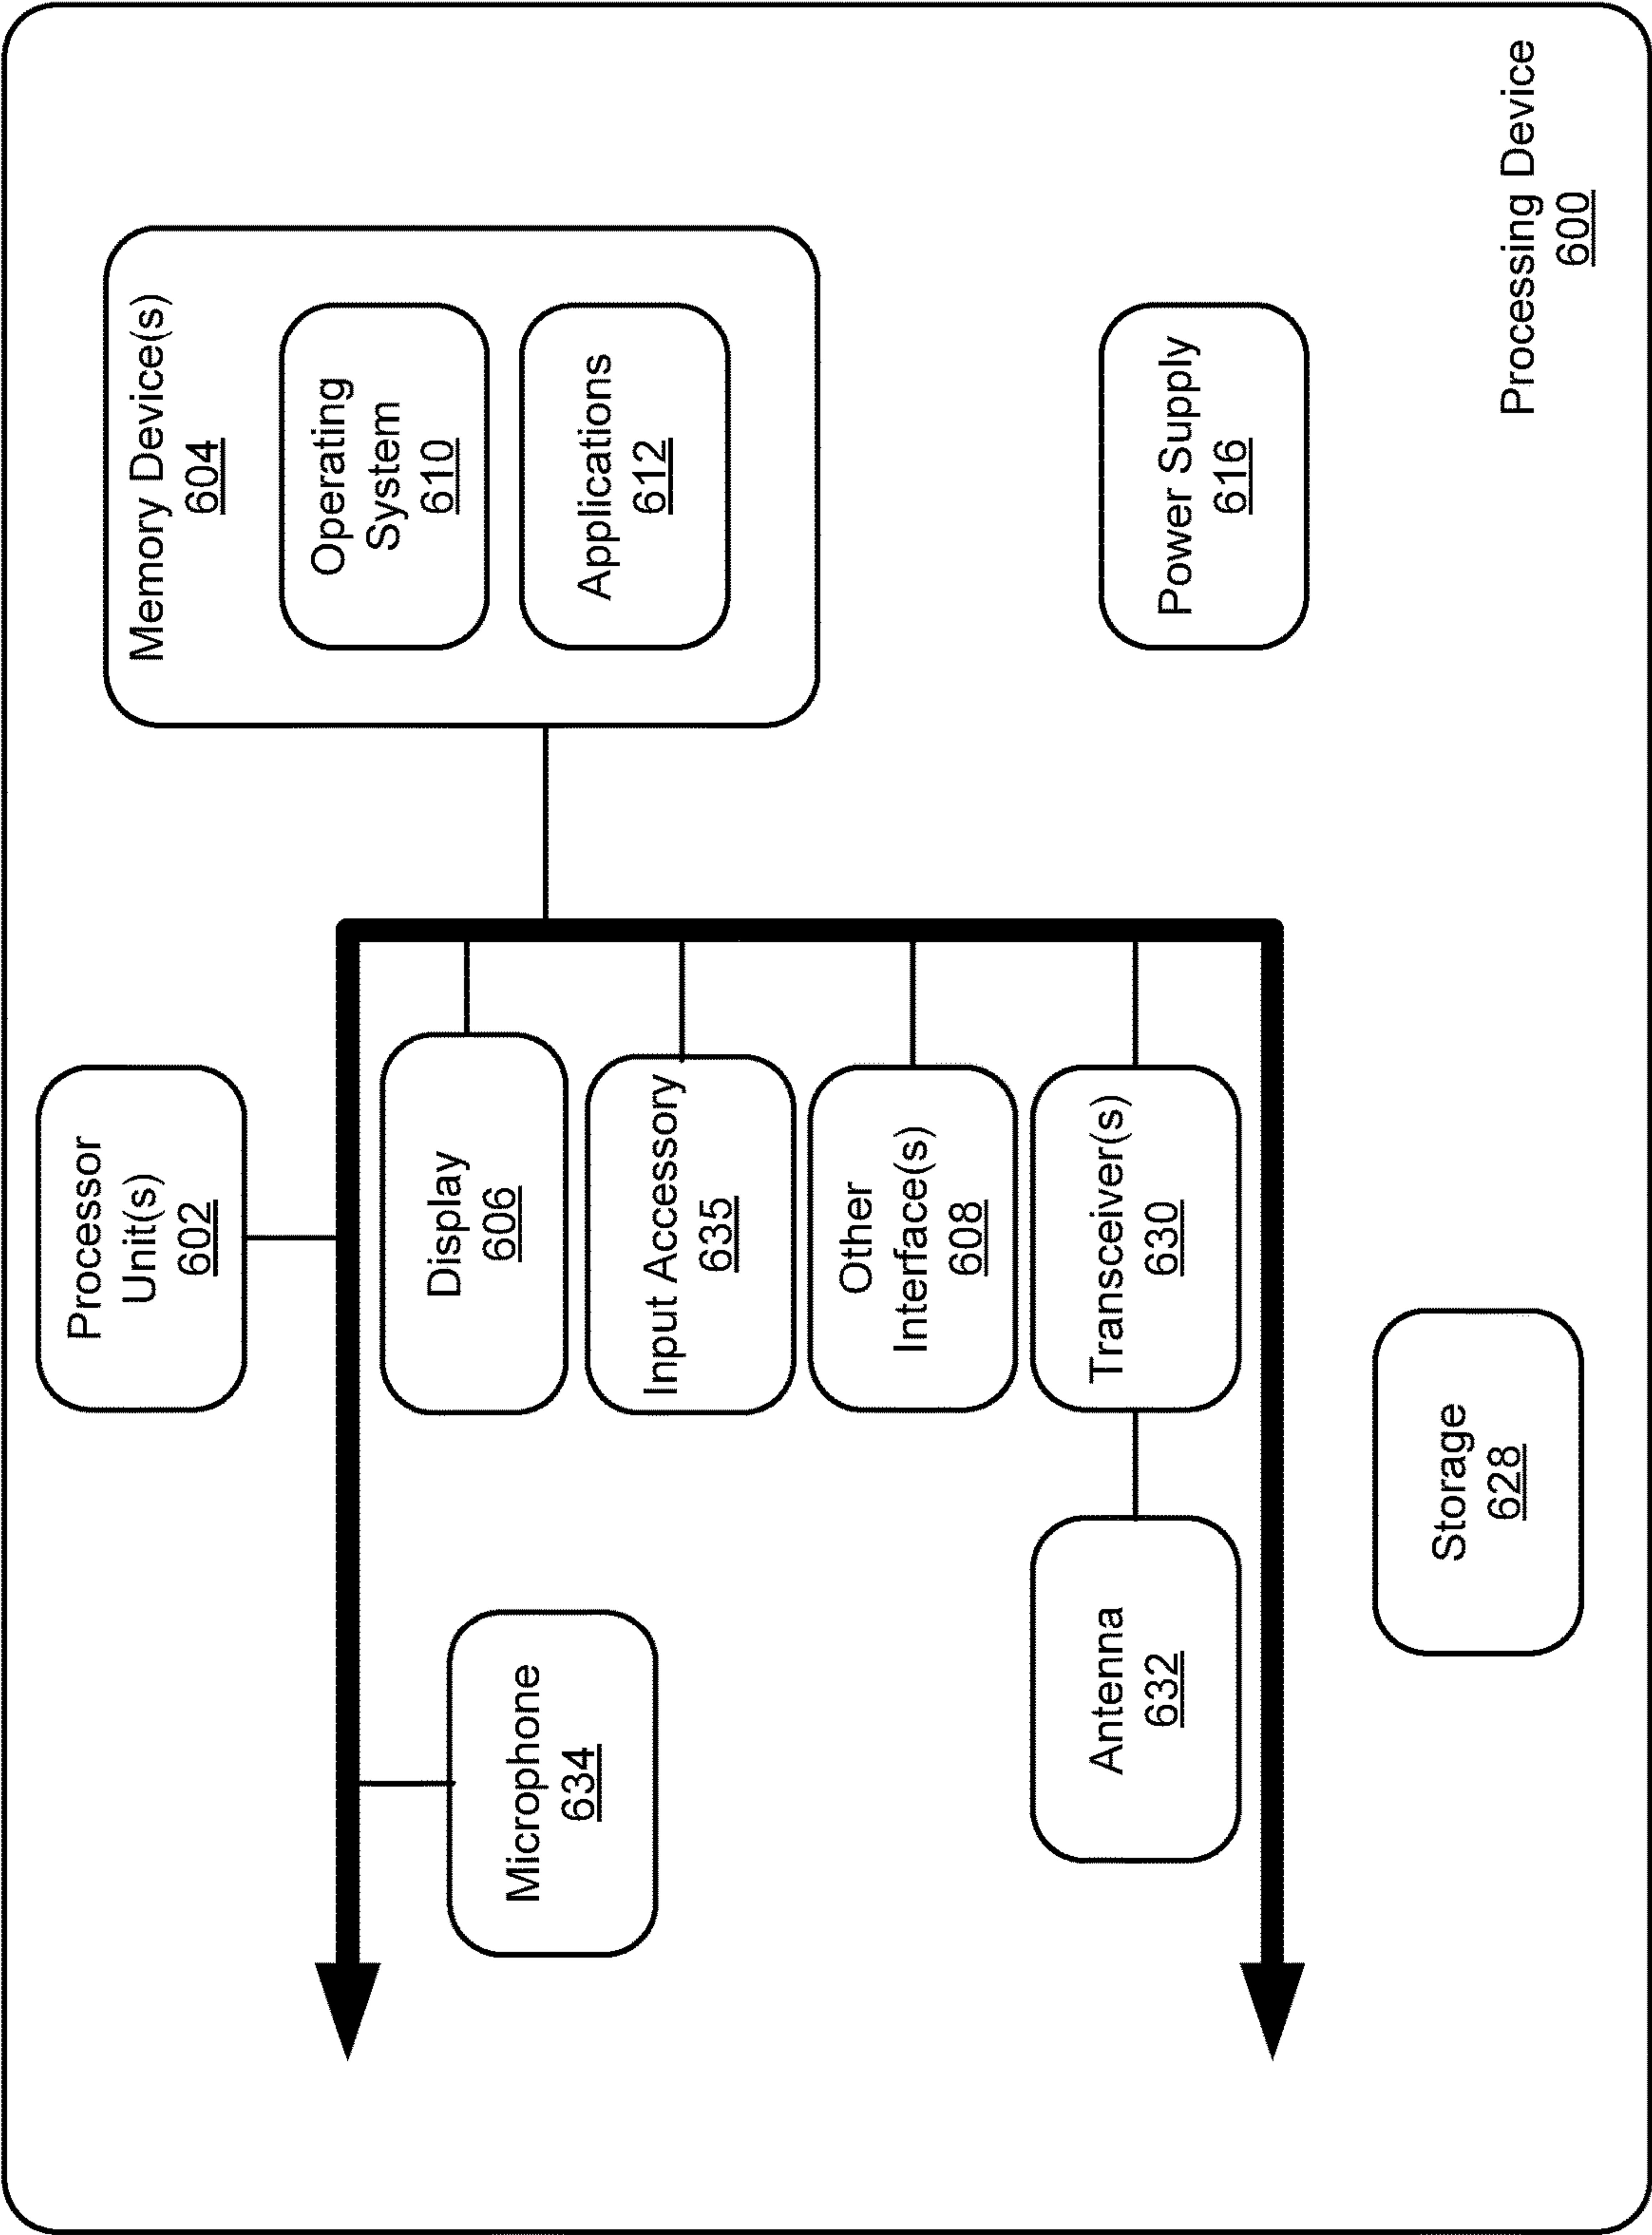 Processing Device
600
Memory Device(s)
604
Operating
System
610
Applications
612
Power Supply
616
Processor
Unit(s)
602
Display
606
Input Accessory
635
Other
Interface(s)
608
Transceiver(s)
630
Microphone
634
Antenna
632
Storage
628